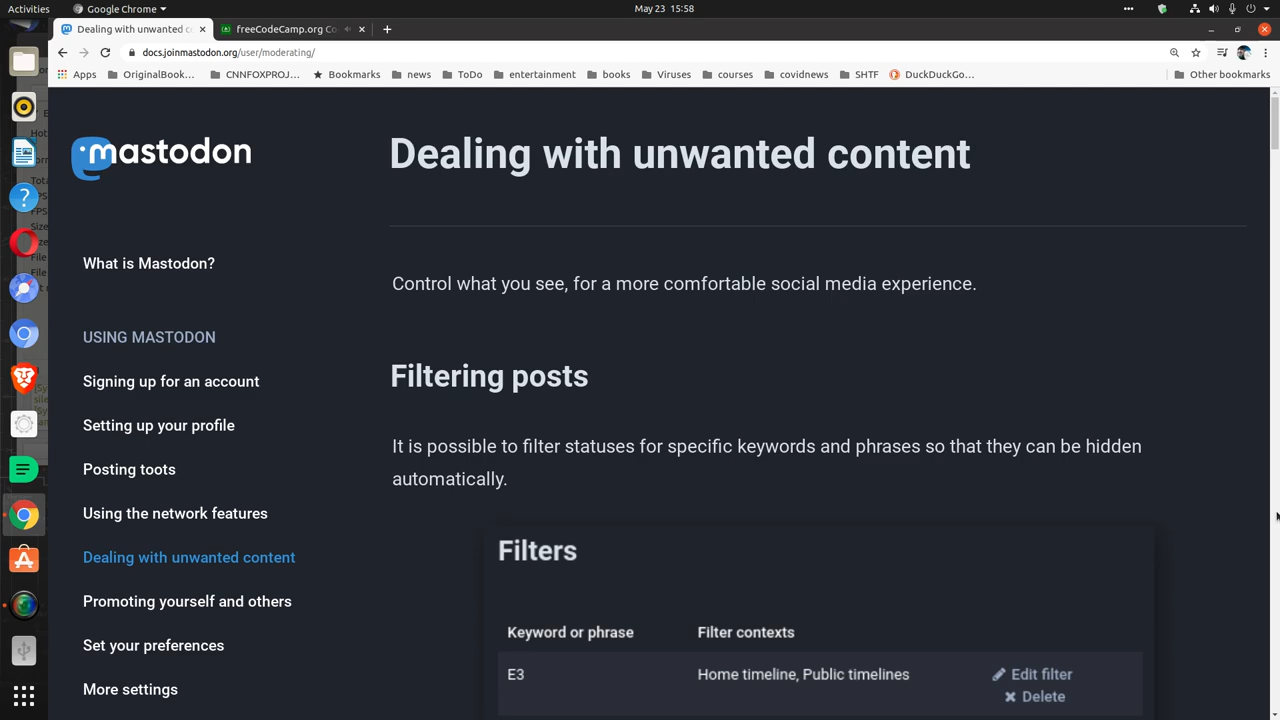 Activities
Google Chrome
May 23 15:58
Dealing with unwanted c
freeCodeCamp.org Co
docs.joinmastodon.org/user/moderating/
Apps
OriginalBook...
CNNFOXPROJ...
Bookmarks
news
ToDo
entertainment
books
Viruses
courses
covidnews
SHTF
DuckDuckGo...
Other bookmarks
mastodon
What is Mastodon?
USING MASTODON
Signing up for an account
Setting up your profile
Posting toots
Using the network features
Dealing with unwanted content
Promoting yourself and others
Set your preferences
More settings
Dealing with unwanted content
Control what you see, for a more comfortable social media experience.
Filtering posts
It is possible to filter statuses for specific keywords and phrases so that they can be hidden
automatically.
Filters
Keyword or phrase
Filter contexts
E3
Home timeline, Public timelines
Edit filter
Delete